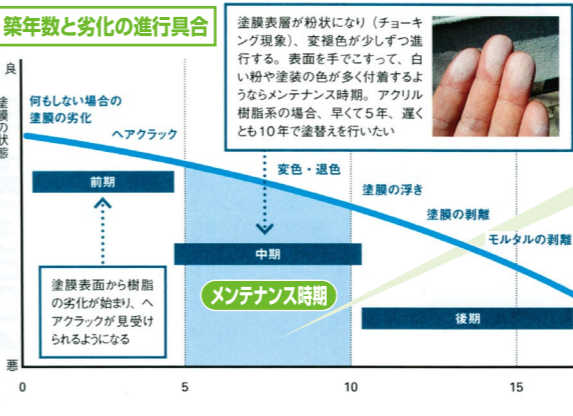 築年数と劣化の進行具合
塗膜表層が粉状になり（チョーキ
ング現象）、変褪色が少しずつ進
行する。表面を手でこすって、白
い粉や塗装の色が多く付着するよ
うならメンテナンス時期。アクリル
樹脂系の場合、早くて5年、遅く
とも10年で塗替えを行いたい
良
塗膜の状態
悪
何もしない場合の
塗膜の劣化
ヘアクラック
変色・退色
塗膜の浮き
塗膜の剥離
モルタルの剥離
前期
中期
メンテナンス時期
後期
塗膜表面から樹脂
の劣化が始まり、ヘ
アクラックが見受け
られるようになる
0
5
10
15